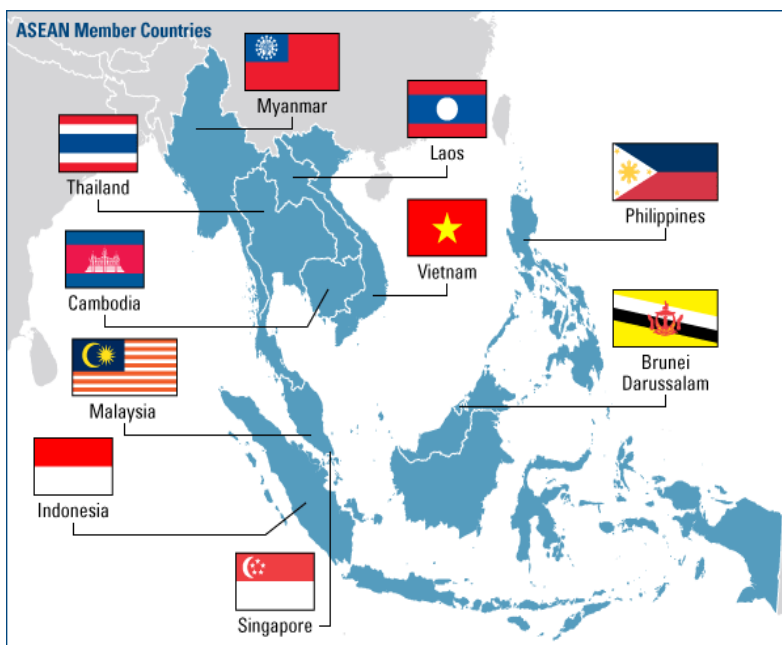 ASEAN Member Countries
Myanmar
Laos
Thailand
Philippines
Vietnam
Cambodia
Brunei
Darussalam
Malaysia
Indonesia
Singapore